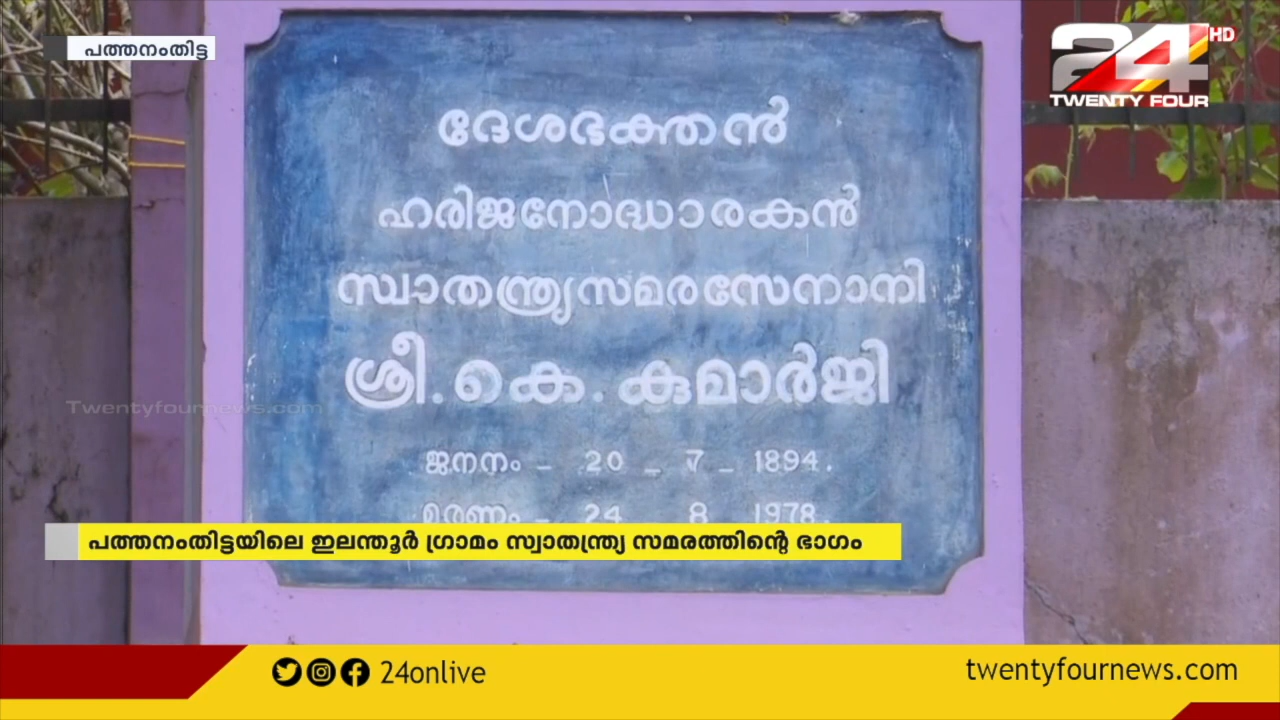 പത്തനംതിട്ട
24 HD
TWENTY FOUR
ദേശഭക്തൻ
ഹരിജനോദ്ധാരകൻ
സ്വാതന്ത്ര്യസമരസേനാനി
ശ്രീ. കെ. കുമാർജി
Twentyfournews.com
ജനനം - 20 - 7 - 1894.
മരണം - 24 8 1978.
പത്തനംതിട്ടയിലെ ഇലന്തൂർ ഗ്രാമം സ്വാതന്ത്ര്യ സമരത്തിന്റെ ഭാഗം
24onlive
twentyfournews.com